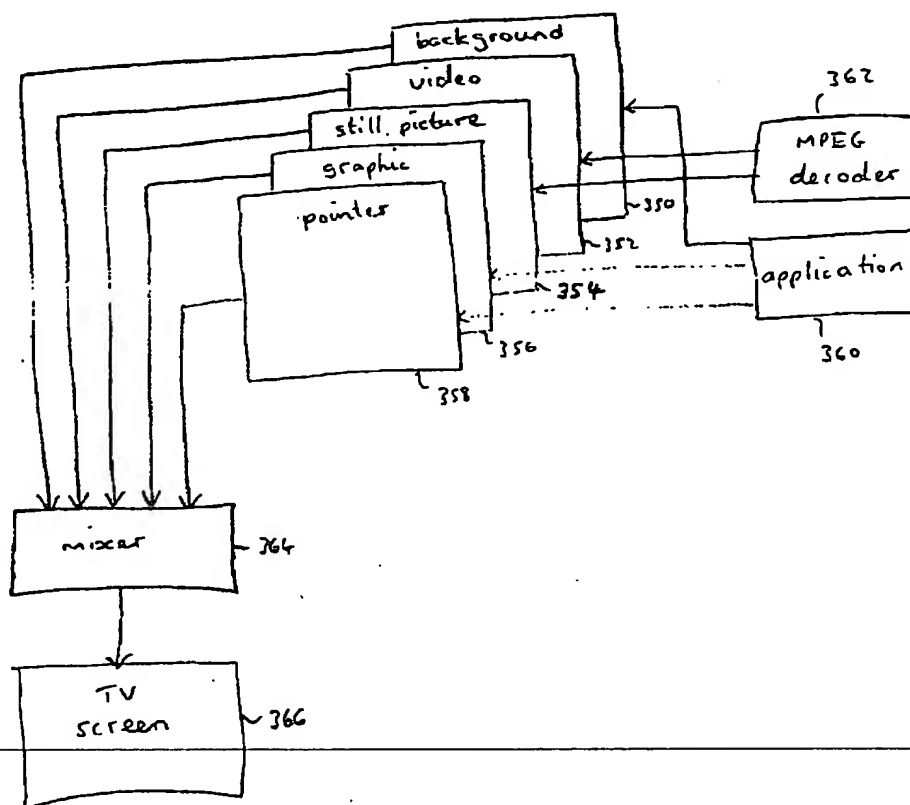 background
video
still. picture
graphic
pointer
362
MPEG
decoder
350
352
354
356
358
application
360
mixer
364
TV
screen
366